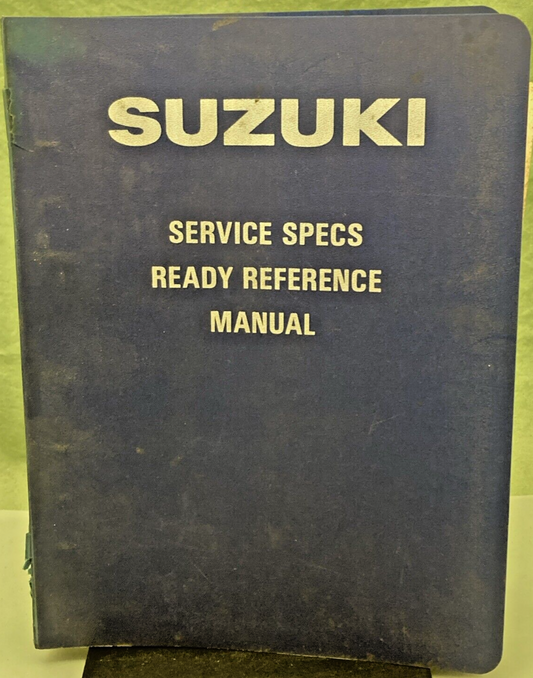 SUZUKI
SERVICE SPECS
READY REFERENCE
MANUAL